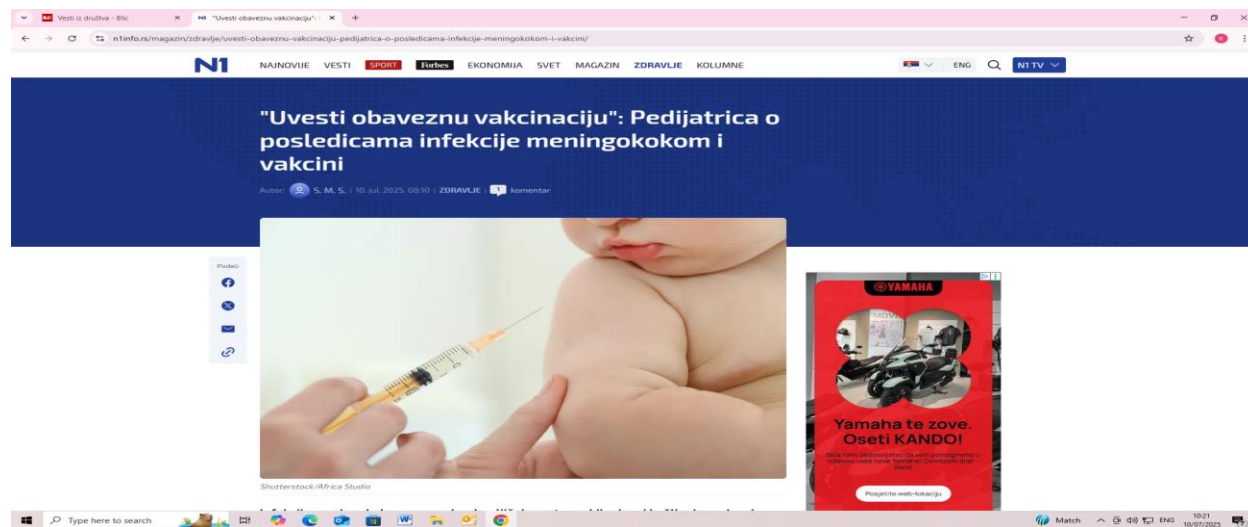 Vesti iz društva - Blic
"Uvesti obaveznu vakcinaciju":
n1info.rs/magazin/zdravlje/uvesti-obaveznu-vakcinaciju-pedijatrica-o-posledicama-infekcije-meningokokom-i-vakcini/
N1 NAJNOVIJE VESTI SPORT Forbes EKONOMIJA SVET MAGAZIN ZDRAVLJE KOLUMNE ENG N1 TV
"Uvesti obaveznu vakcinaciju": Pedijatrica o
posledicama infekcije meningokokom i
vakcini
Autor: S. M. S. 10. jul. 2025. 08:10 ZDRAVLJE 1 komentar
Podeli
Shutterstock/Africa Studio
YAMAHA
Yamaha te zove.
Oseti KANDO!
Posjetite web-lokaciju
Type here to search
Match
ENG
10:21
10/07/2025